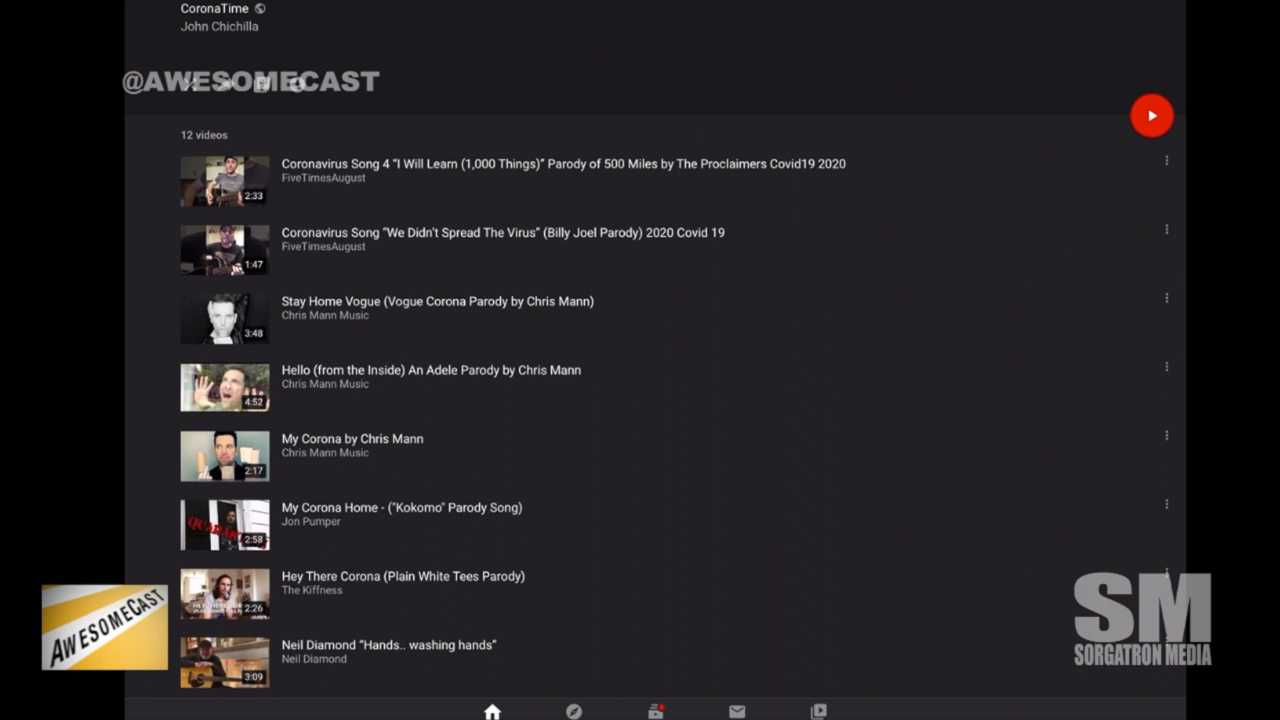 CoronaTime
John Chichilla
@AWESOMECAST
12 videos
Coronavirus Song 4 “I Will Learn (1,000 Things)” Parody of 500 Miles by The Proclaimers Covid19 2020
FiveTimesAugust
2:33
Coronavirus Song “We Didn't Spread The Virus” (Billy Joel Parody) 2020 Covid 19
FiveTimesAugust
1:47
Stay Home Vogue (Vogue Corona Parody by Chris Mann)
Chris Mann Music
3:48
Hello (from the Inside) An Adele Parody by Chris Mann
Chris Mann Music
4:52
My Corona by Chris Mann
Chris Mann Music
2:17
My Corona Home - ("Kokomo" Parody Song)
Jon Pumper
2:58
Hey There Corona (Plain White Tees Parody)
The Kiffness
2:26
Neil Diamond “Hands.. washing hands”
Neil Diamond
3:09
AWESOMECAST
SM
SORGATRON MEDIA